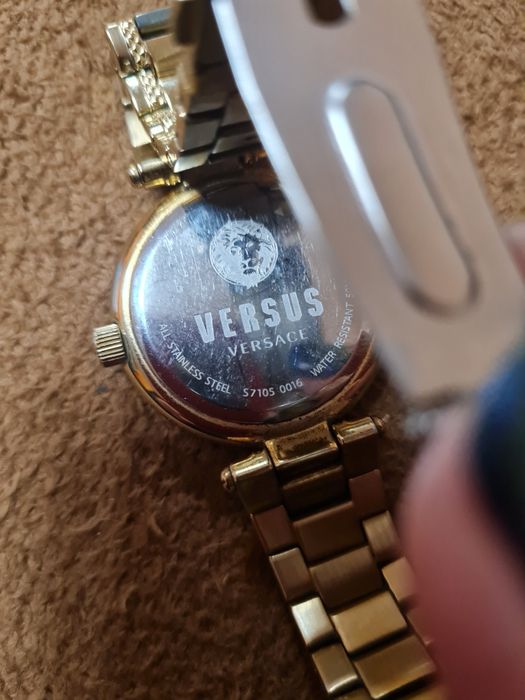 VERSUS
VERSACE
ALL STAINLESS STEEL S7105 0016 WATER RESISTANT